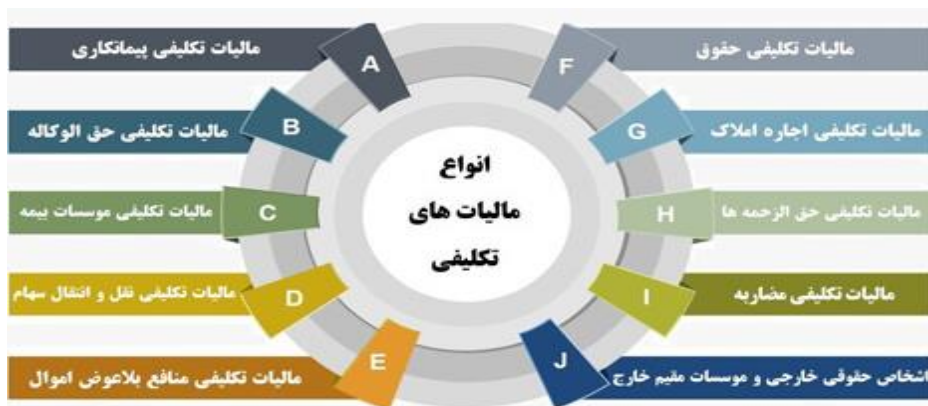 انواع
مالیات های
تکلیفی
A
مالیات تکلیفی پیمانکاری
B
مالیات تکلیفی حق الوکاله
C
مالیات تکلیفی موسسات بیمه
D
مالیات تکلیفی نقل و انتقال سهام
E
مالیات تکلیفی منافع بلاعوض اموال
F
مالیات تکلیفی حقوق
G
مالیات تکلیفی اجاره املاک
H
مالیات تکلیفی حق الزحمه ها
I
مالیات تکلیفی مضاربه
J
اشخاص حقوقی خارجی و موسسات مقیم خارج